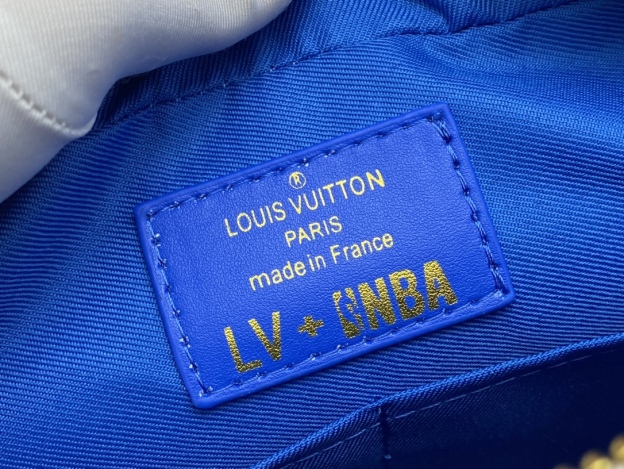 ®
LOUIS VUITTON
PARIS
made in France
LV + NBA